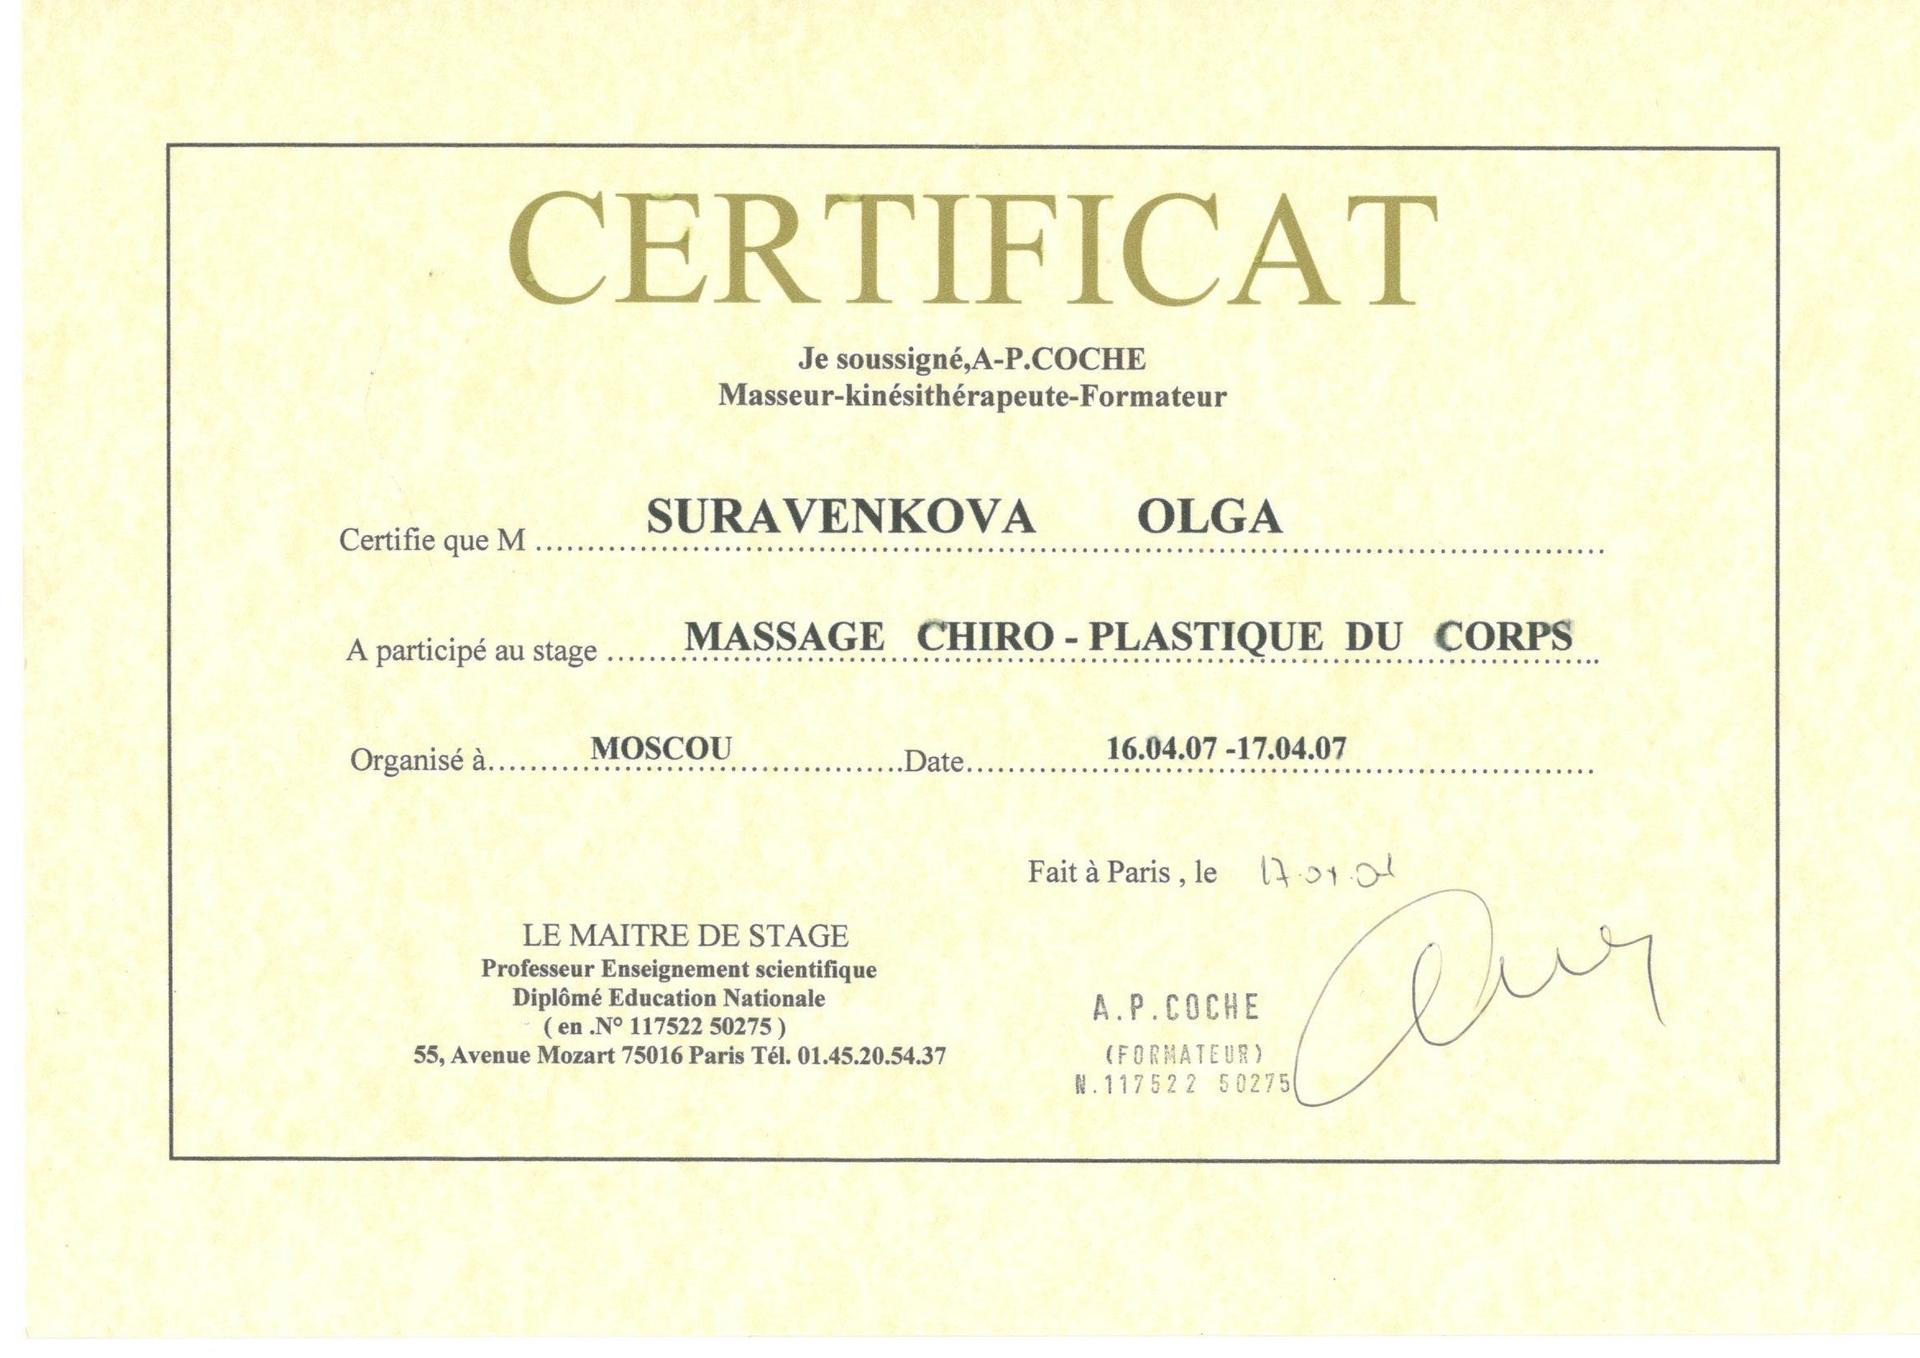 CERTIFICAT
Je soussigné,A-P.COCHE
Masseur-kinésithérapeute-Formateur
Certifie que M ........ SURAVENKOVA OLGA ........
A participé au stage ........ MASSAGE CHIRO - PLASTIQUE DU CORPS ........
Organisé à........ MOSCOU ........Date........ 16.04.07 -17.04.07 ........
Fait à Paris , le
LE MAITRE DE STAGE
Professeur Enseignement scientifique
Diplômé Education Nationale
( en .N° 117522 50275 )
55, Avenue Mozart 75016 Paris Tél. 01.45.20.54.37
A.P.COCHE
(FORMATEUR)
N.117522 50275